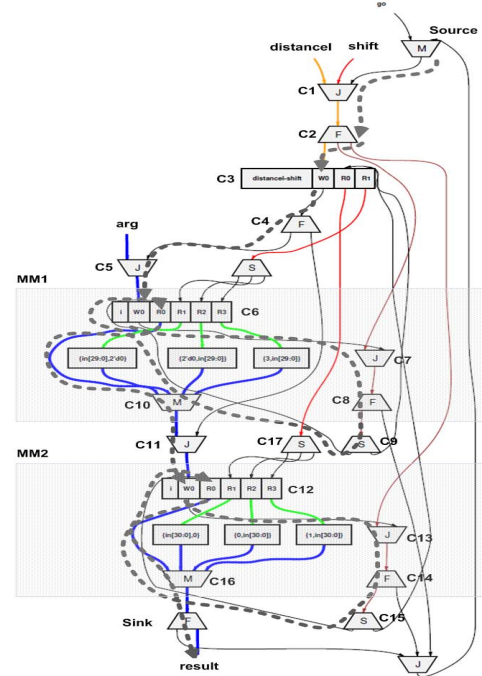 go
Source
distancel shift
M
C1 J
C2 F
C3 distancel-shift W0 R0 R1
C4 F
arg
C5 J S
MM1
i W0 R0 R1 R2 R3 C6
(in[29:0],2'd0) (2'd0,in[29:0]) (3,in[29:0]) J C7
C8 F
C10 M
C11 J C17 S S C9
MM2
i W0 R0 R1 R2 R3 C12
(in[30:0],0) (0,in[30:0]) (1,in[30:0]) J C13
M C16 F C14
Sink F S C15
result J